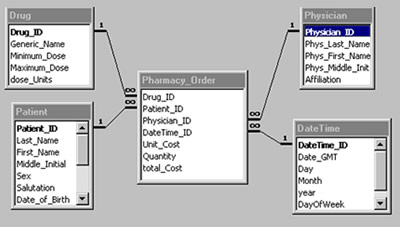 Drug
Drug_ID
Generic_Name
Minimum_Dose
Maximum_Dose
dose_Units
1
∞
Physician
Physician_ID
Phys_Last_Name
Phys_First_Name
Phys_Middle_Init
Affiliation
1
∞
Pharmacy_Order
Drug_ID
Patient_ID
Physician_ID
DateTime_ID
Unit_Cost
Quantity
total_Cost
Patient
Patient_ID
Last_Name
First_Name
Middle_Initial
Sex
Salutation
Date_of_Birth
1
∞
DateTime
DateTime_ID
Date_GMT
Day
Month
year
DayOfWeek
1
∞